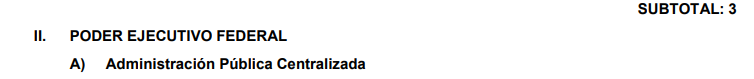 SUBTOTAL: 3
II. PODER EJECUTIVO FEDERAL
A) Administración Pública Centralizada